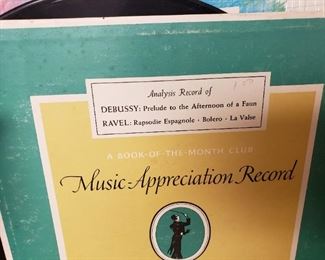 Analysis Record of
DEBUSSY: Prelude to the Afternoon of a Faun
RAVEL: Rapsodie Espagnole • Bolero • La Valse
A BOOK-OF-THE-MONTH CLUB
Music-Appreciation Record